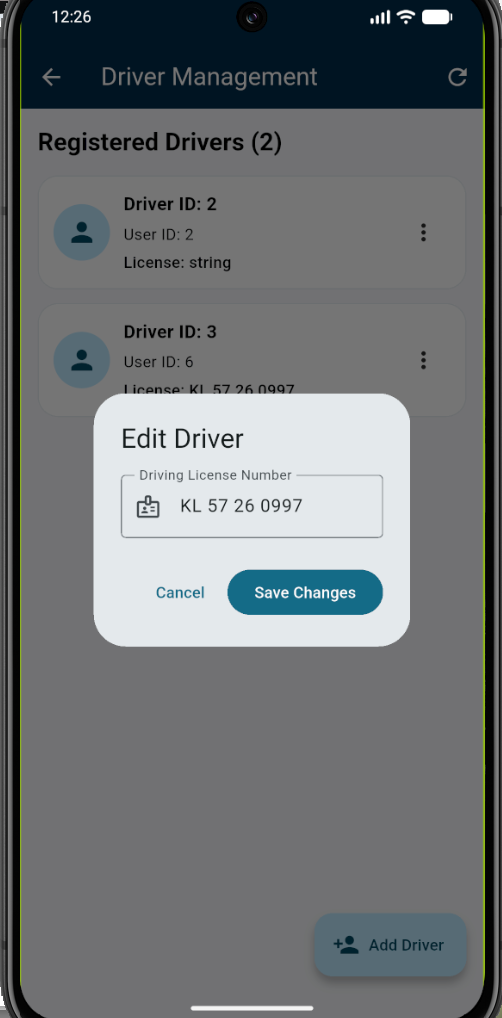 12:26
Driver Management
Registered Drivers (2)
Driver ID: 2
User ID: 2
License: string
Driver ID: 3
User ID: 6
License: KL 57 26 0997
Edit Driver
Driving License Number
KL 57 26 0997
Cancel
Save Changes
Add Driver